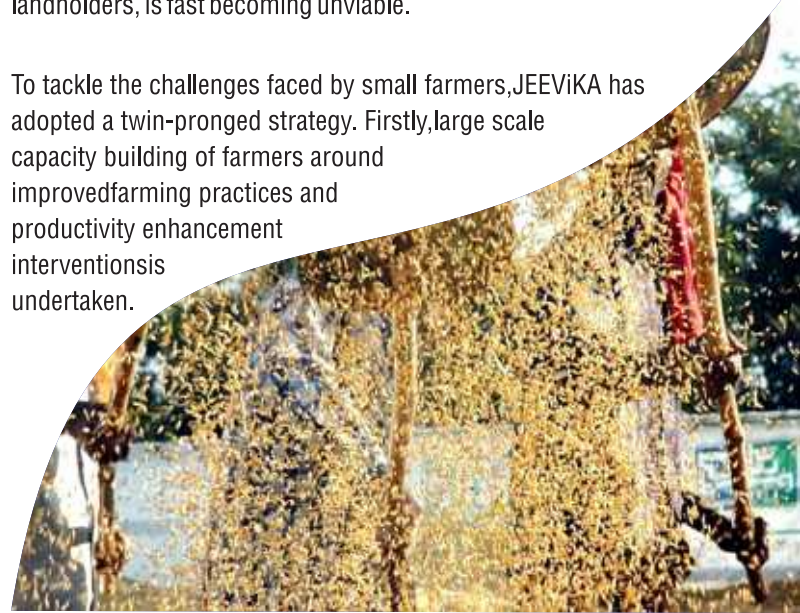 landholders, is fast becoming unviable.
To tackle the challenges faced by small farmers,JEEViKA has
adopted a twin-pronged strategy. Firstly,large scale
capacity building of farmers around
improvedfarming practices and
productivity enhancement
interventionsis
undertaken.